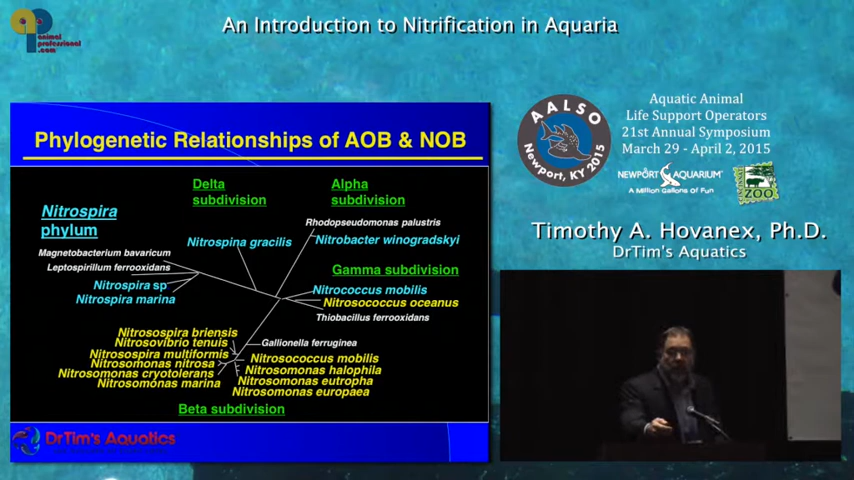 animal
professional
.com
An Introduction to Nitrification in Aquaria
Phylogenetic Relationships of AOB & NOB
Delta
subdivision
Alpha
subdivision
Nitrospira
phylum
Rhodopseudomonas palustris
Nitrospina gracilis
Nitrobacter winogradskyi
Magnetobacterium bavaricum
Leptospirillum ferrooxidans
Gamma subdivision
Nitrospira sp
Nitrospira marina
Nitrococcus mobilis
Nitrosococcus oceanus
Thiobacillus ferrooxidans
Nitrosospira briensis
Nitrosovibrio tenuis
Nitrosospira multiformis
Nitrosomonas nitrosa
Nitrosomonas cryotolerans
Nitrosomonas marina
Gallionella ferruginea
Nitrosococcus mobilis
Nitrosomonas halophila
Nitrosomonas eutropha
Nitrosomonas europaea
Beta subdivision
DrTim's Aquatics
AALSO
Newport, KY 2015
Aquatic Animal
Life Support Operators
21st Annual Symposium
March 29 - April 2, 2015
NEWPORT AQUARIUM
A Million Gallons of Fun
ZOO
Timothy A. Hovanex, Ph.D.
DrTim's Aquatics